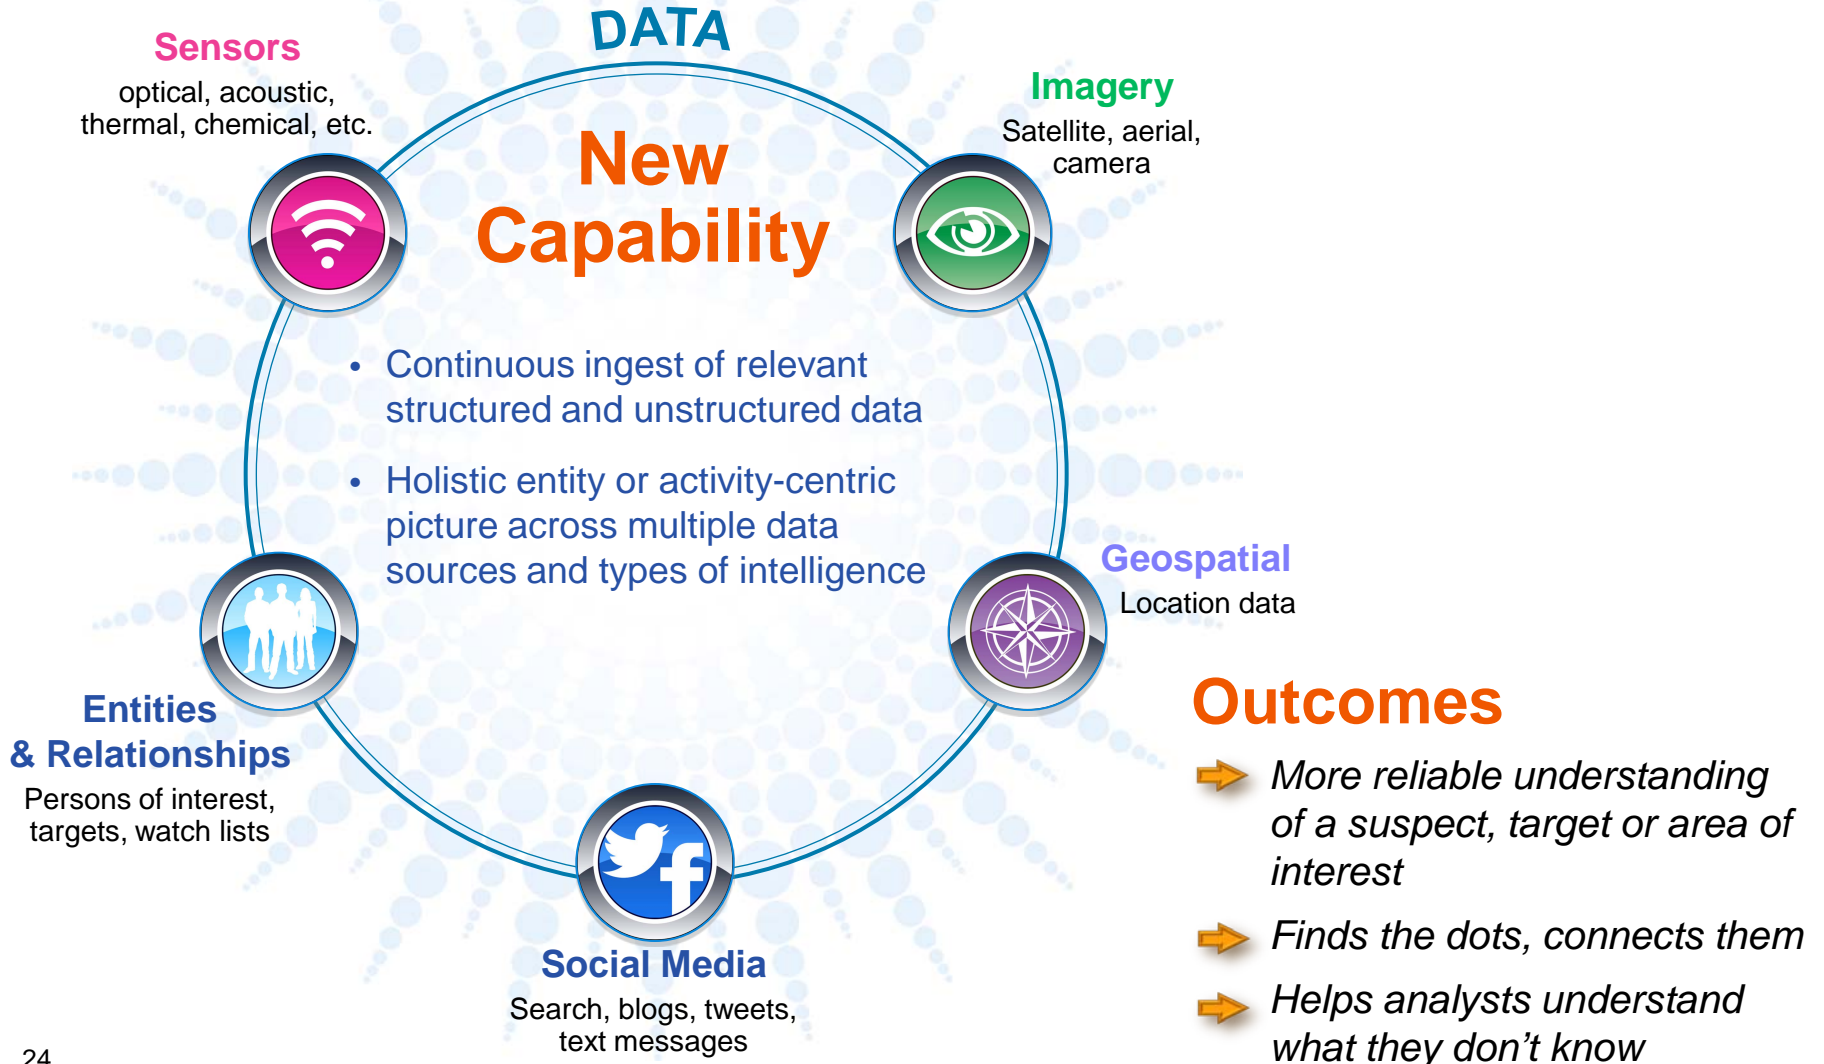 DATA
Sensors
optical, acoustic,
thermal, chemical, etc.
Imagery
Satellite, aerial,
camera
New
Capability
• Continuous ingest of relevant
structured and unstructured data
• Holistic entity or activity-centric
picture across multiple data
sources and types of intelligence
Geospatial
Location data
Entities
& Relationships
Persons of interest,
targets, watch lists
Social Media
Search, blogs, tweets,
text messages
Outcomes
More reliable understanding
of a suspect, target or area of
interest
Finds the dots, connects them
Helps analysts understand
what they don’t know
24